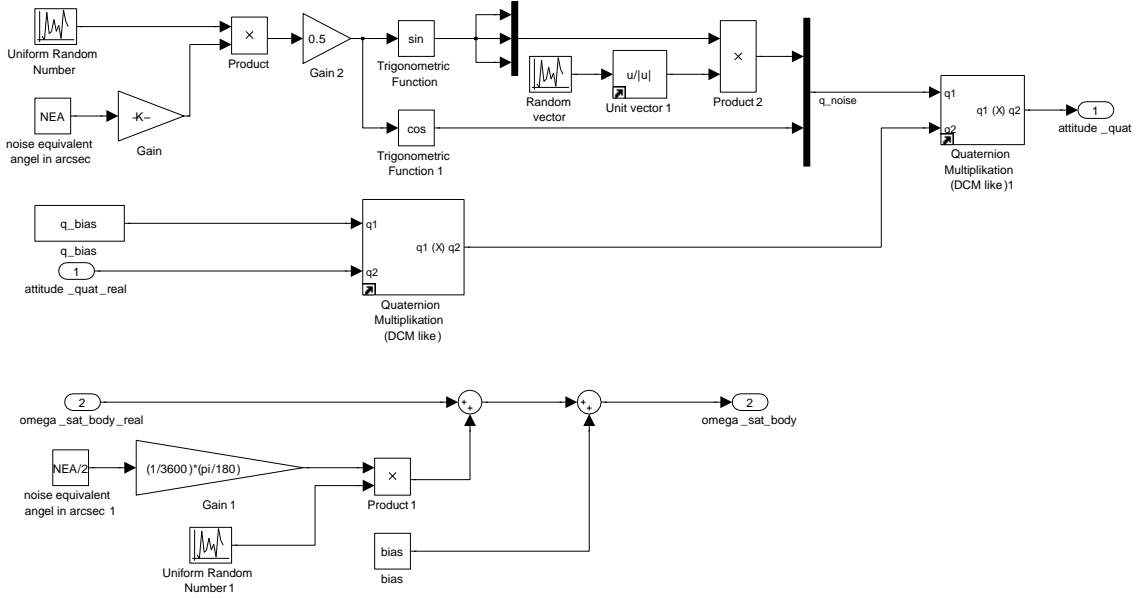 Uniform Random
Number
×
Product
0.5
Gain 2
sin
Trigonometric
Function
Random
vector
u/|u|
Unit vector 1
×
Product 2
q_noise
q1
q2
q1 (X) q2
Quaternion
Multiplikation
(DCM like) 1
1
attitude _quat
NEA
noise equivalent
angel in arcsec
-K-
Gain
cos
Trigonometric
Function 1
q_bias
q_bias
1
attitude _quat_real
q1
q2
q1 (X) q2
Quaternion
Multiplikation
(DCM like)
2
omega _sat_body_real
+
+
+
+
2
omega _sat_body
NEA/2
noise equivalent
angel in arcsec 1
(1/3600)*(pi/180)
Gain 1
×
Product 1
Uniform Random
Number 1
bias
bias